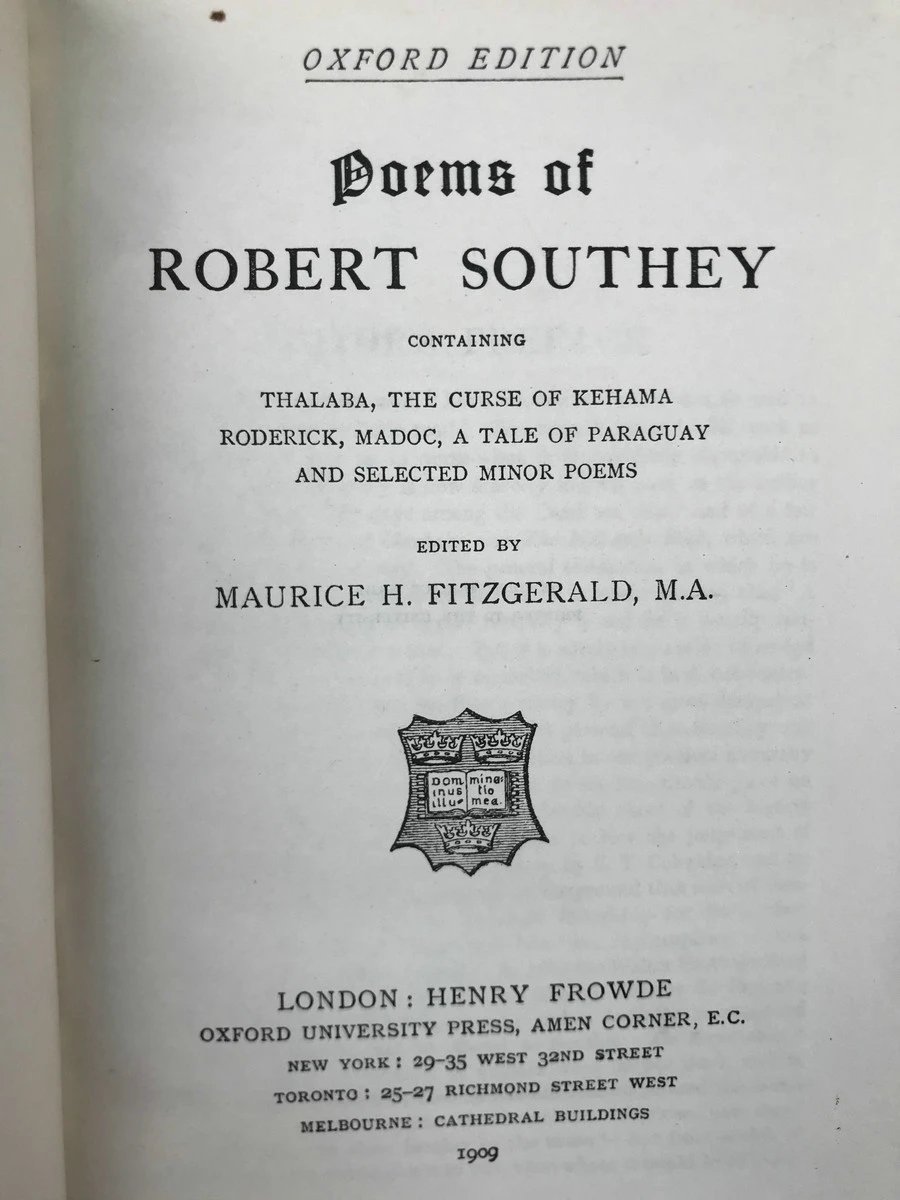 OXFORD EDITION
Poems of
ROBERT SOUTHEY
CONTAINING
THALABA, THE CURSE OF KEHAMA
RODERICK, MADOC, A TALE OF PARAGUAY
AND SELECTED MINOR POEMS
EDITED BY
MAURICE H. FITZGERALD, M.A.
DOM mina:
inus tio
illu- mea.
LONDON: HENRY FROWDE
OXFORD UNIVERSITY PRESS, AMEN CORNER, E.C.
NEW YORK: 29-35 WEST 32ND STREET
TORONTO: 25-27 RICHMOND STREET WEST
MELBOURNE: CATHEDRAL BUILDINGS
1909